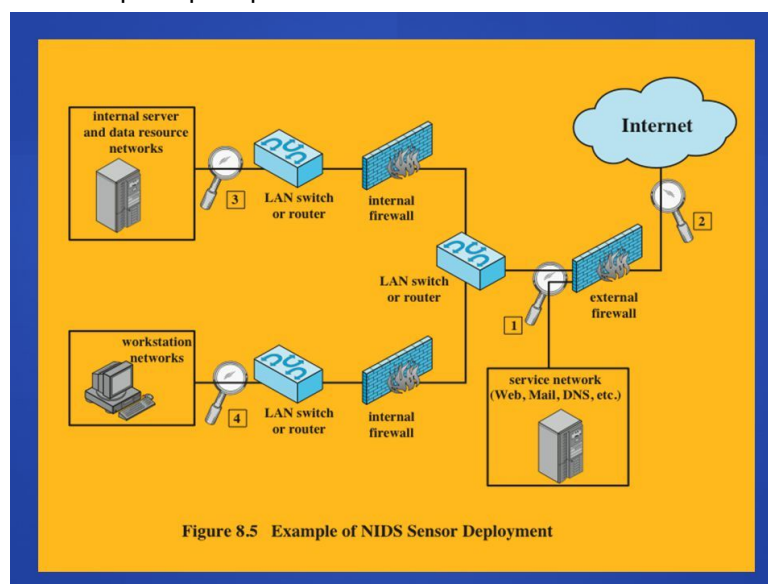 internal server
and data resource
networks
3
LAN switch
or router
internal
firewall
Internet
2
LAN switch
or router
1
external
firewall
workstation
networks
4
LAN switch
or router
internal
firewall
service network
(Web, Mail, DNS, etc.)
Figure 8.5 Example of NIDS Sensor Deployment